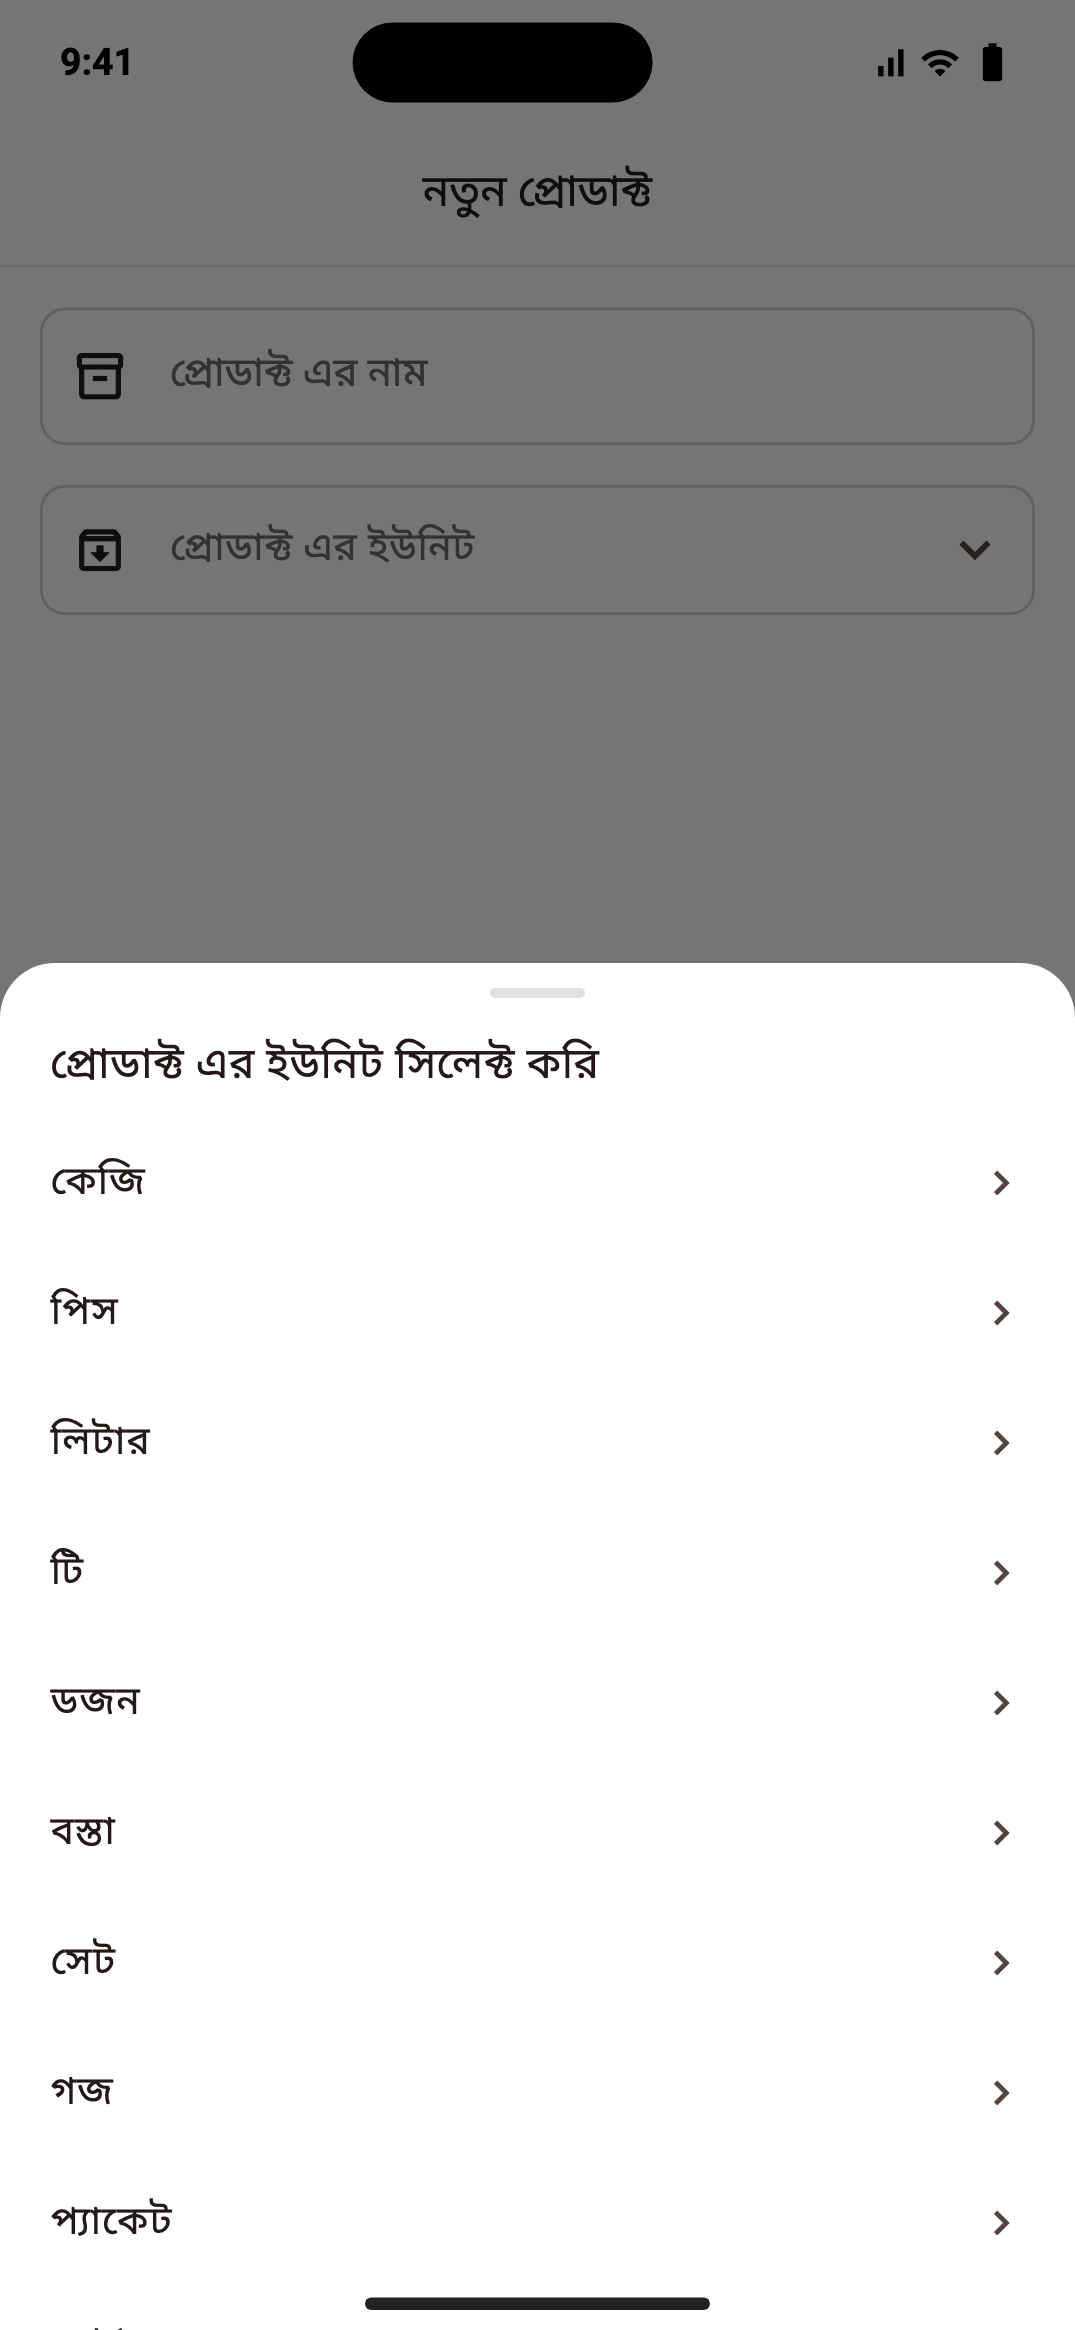 9:41
নতুন প্রোডাক্ট
প্রোডাক্ট এর নাম
প্রোডাক্ট এর ইউনিট
প্রোডাক্ট এর ইউনিট সিলেক্ট করি
কেজি
পিস
লিটার
টি
ডজন
বস্তা
সেট
গজ
প্যাকেট